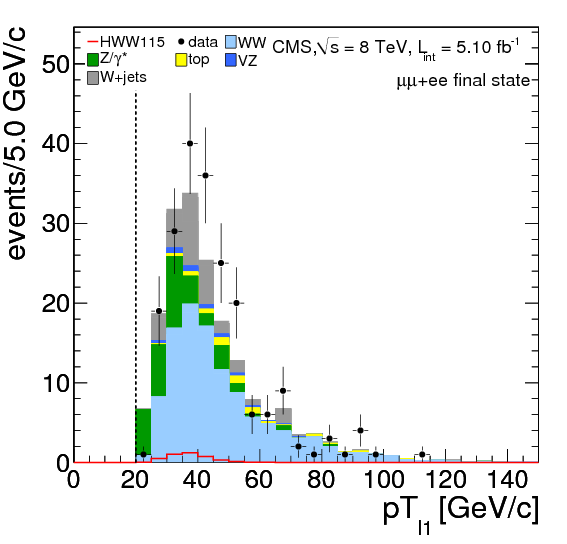 HWW115 data WW CMS,√s = 8 TeV, L_int = 5.10 fb⁻¹
Z/γ* top VZ
W+jets μμ+ee final state
events/5.0 GeV/c
50
40
30
20
10
0
0 20 40 60 80 100 120 140
pT_l1 [GeV/c]